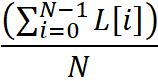 (∑_{i=0}^{N-1} L[i])
N